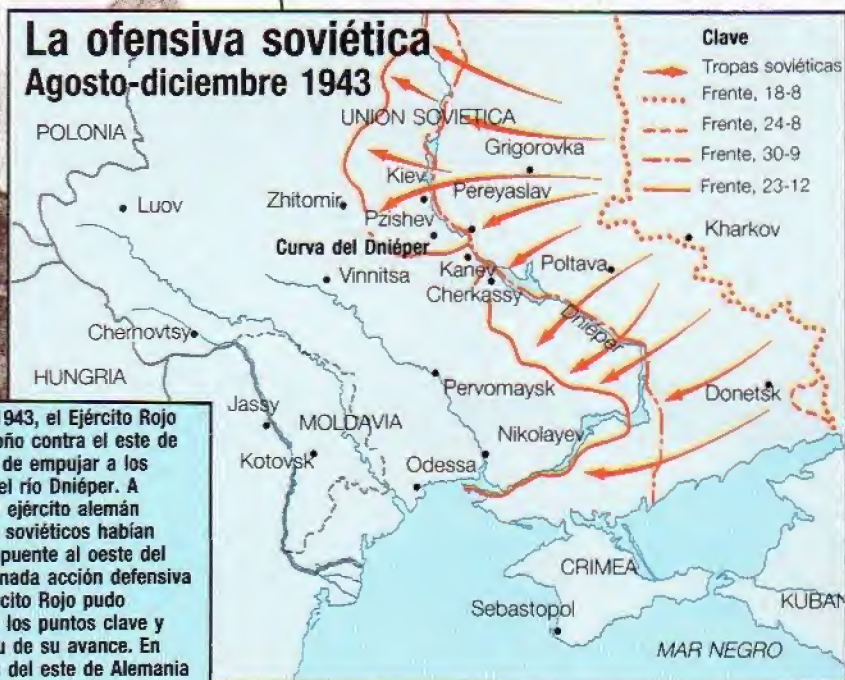 La ofensiva soviética
Agosto-diciembre 1943
Clave
Tropas soviéticas
Frente, 18-8
Frente, 24-8
Frente, 30-9
Frente, 23-12
POLONIA
UNION SOVIETICA
Grigorovka
Kiev
Pereyaslav
Luov
Zhitomir
Pzishev
Kharkov
Curva del Dniéper
Kanev
Poltava
Vinnitsa
Cherkassy
Dniéper
Chernovtsy
HUNGRIA
Pervomaysk
Donetsk
Jassy
MOLDAVIA
Nikolayev
Kotovsk
Odessa
CRIMEA
KUBAN
Sebastopol
MAR NEGRO
1943, el Ejército Rojo
oño contra el este de
de empujar a los
el río Dniéper. A
ejército alemán
soviéticos habían
puente al oeste del
nada acción defensiva
cito Rojo pudo
los puntos clave y
u de su avance. En
del este de Alemania